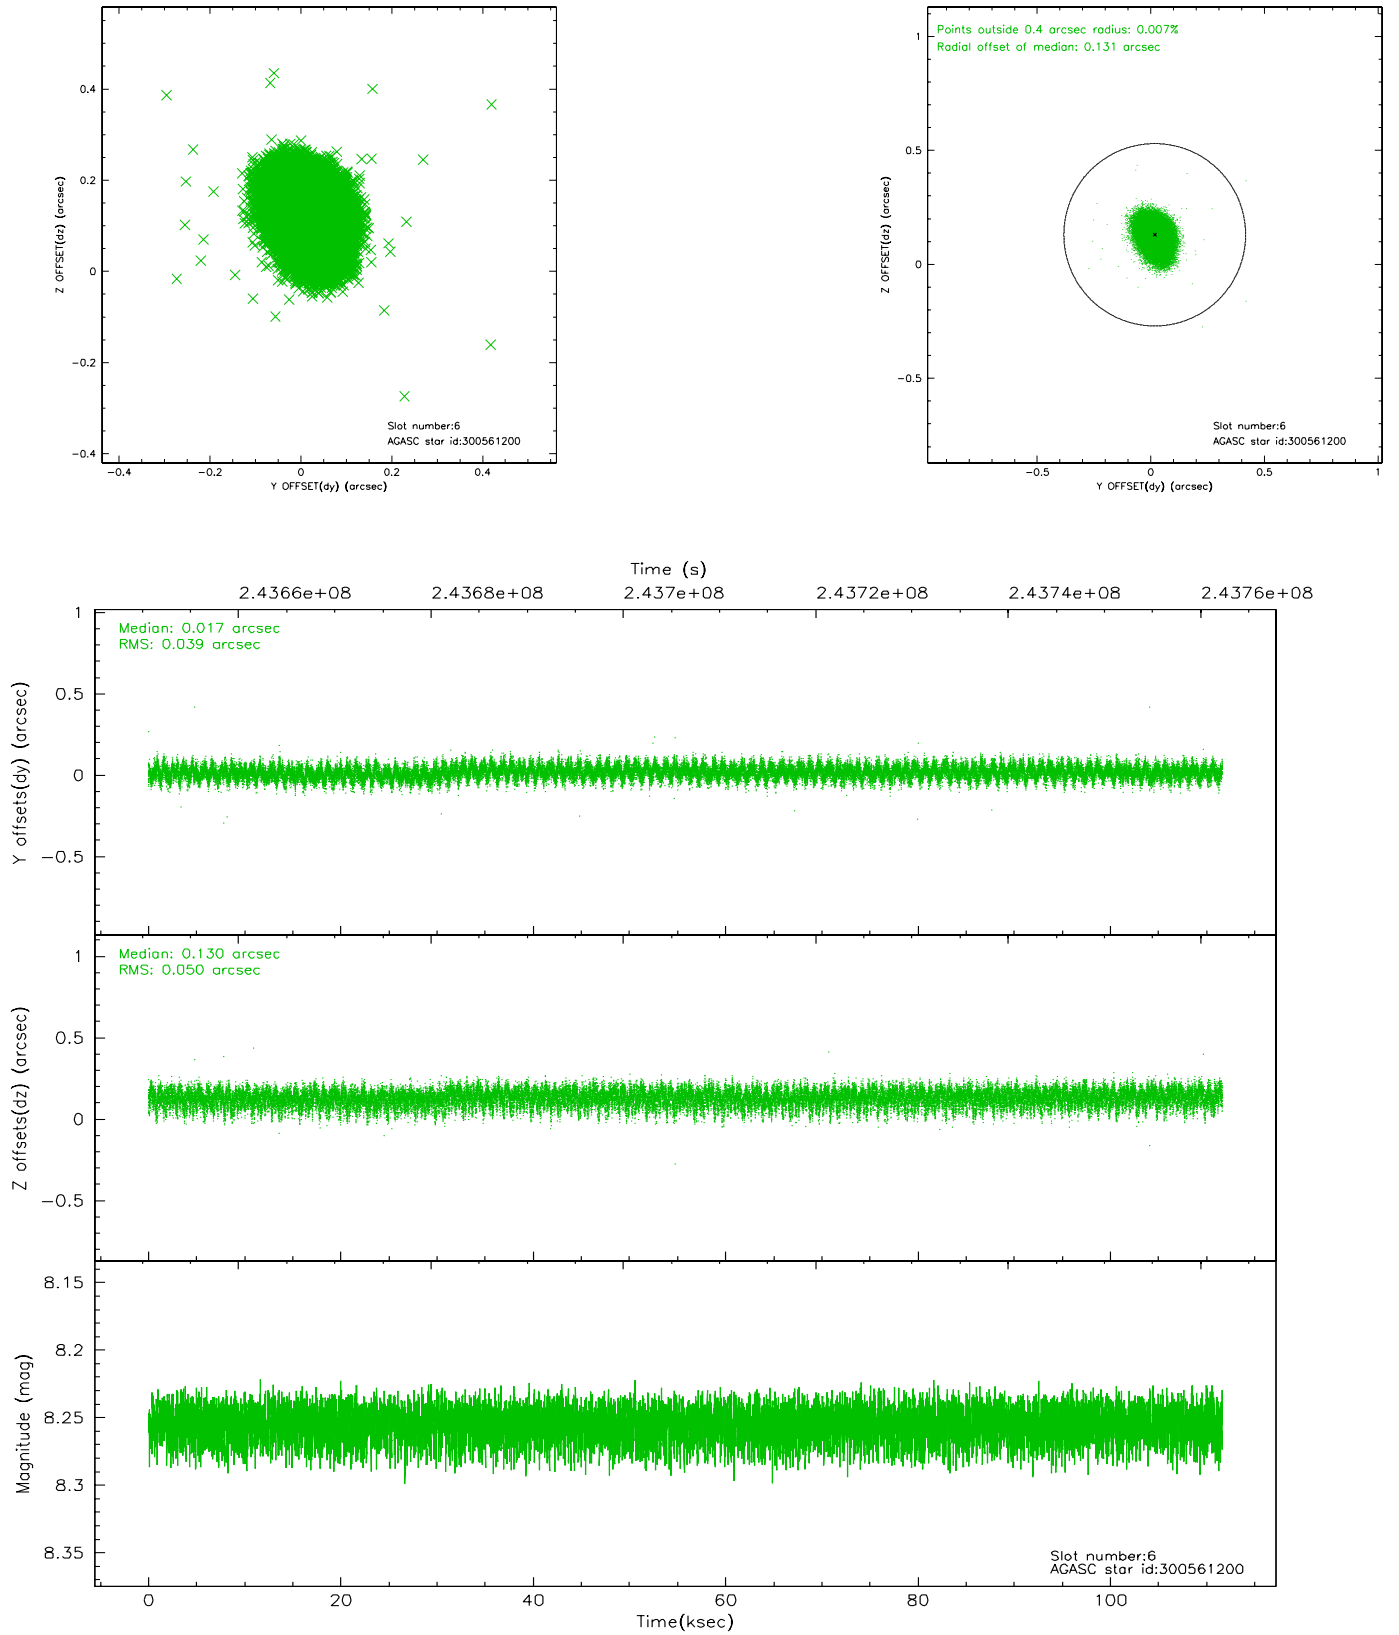 0.4
0.2
0
−0.2
−0.4
Z OFFSET(dz) (arcsec)
Slot number:6
AGASC star id:300561200
−0.4 −0.2 0 0.2 0.4
Y OFFSET(dy) (arcsec)
Points outside 0.4 arcsec radius: 0.007%
Radial offset of median: 0.131 arcsec
1
0.5
0
−0.5
Z OFFSET(dz) (arcsec)
Slot number:6
AGASC star id:300561200
−0.5 0 0.5 1
Y OFFSET(dy) (arcsec)
Time (s)
2.4366e+08 2.4368e+08 2.437e+08 2.4372e+08 2.4374e+08 2.4376e+08
Median: 0.017 arcsec
RMS: 0.039 arcsec
1
0.5
0
−0.5
Y offsets(dy) (arcsec)
Median: 0.130 arcsec
RMS: 0.050 arcsec
1
0.5
0
−0.5
Z offsets(dz) (arcsec)
8.15
8.2
8.25
8.3
8.35
Magnitude (mag)
Slot number:6
AGASC star id:300561200
0 20 40 60 80 100
Time(ksec)